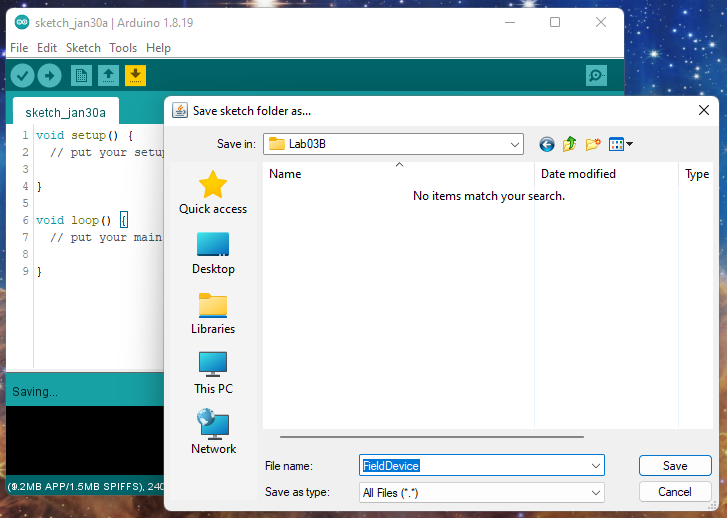 sketch_jan30a | Arduino 1.8.19
File Edit Sketch Tools Help
sketch_jan30a
1 void setup() {
2 // put your setup
3
4 }
5
6 void loop() {
7 // put your main
8
9 }
Saving...
2MB APP/1.5MB SPIFFS), 240
Save sketch folder as...
Save in: Lab03B
Name Date modified Type
No items match your search.
Quick access
Desktop
Libraries
This PC
Network
File name: FieldDevice Save
Save as type: All Files (*.*) Cancel